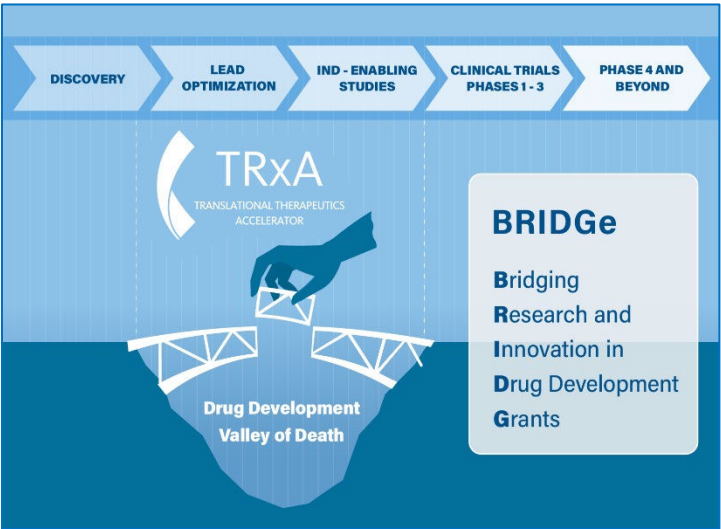 DISCOVERY
LEAD
OPTIMIZATION
IND - ENABLING
STUDIES
CLINICAL TRIALS
PHASES 1 - 3
PHASE 4 AND
BEYOND
TRxA
TRANSLATIONAL THERAPEUTICS
ACCELERATOR
BRIDGe
Bridging
Research and
Innovation in
Drug Development
Grants
Drug Development
Valley of Death